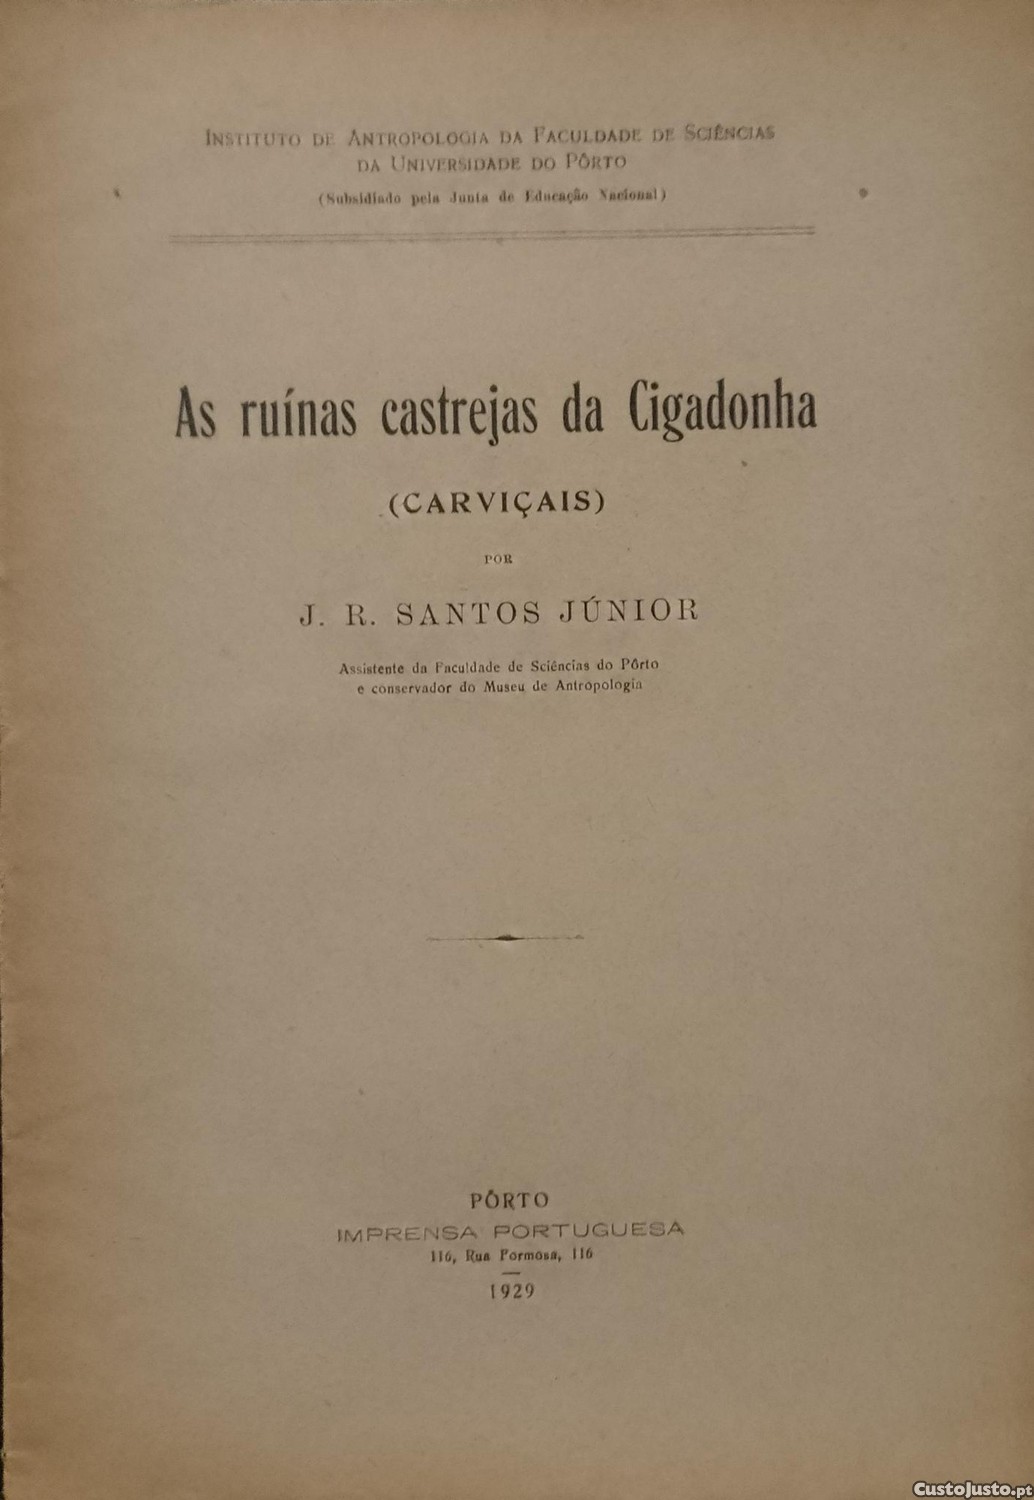 INSTITUTO DE ANTROPOLOGIA DA FACULDADE DE SCIÊNCIAS
DA UNIVERSIDADE DO PÔRTO
(Subsidiado pela Junta de Educação Nacional)
As ruínas castrejas da Cigadonha
(CARVIÇAIS)
POR
J. R. SANTOS JÚNIOR
Assistente da Faculdade de Sciências do Pôrto
e conservador do Museu de Antropologia
PÔRTO
IMPRENSA PORTUGUESA
116, Rua Formosa, 116
1929
CustoJusto.pt